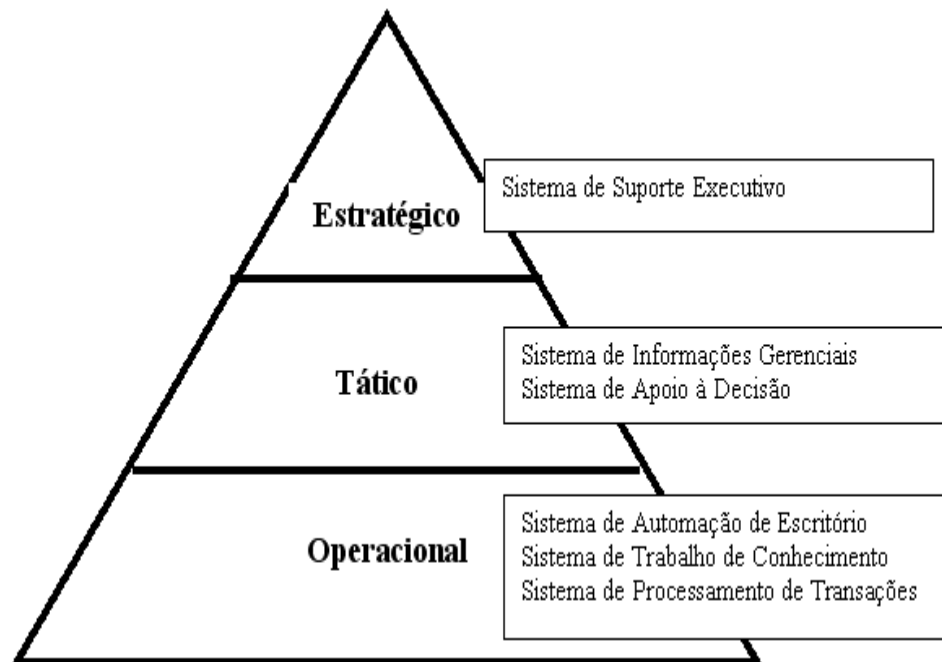 Estratégico
Sistema de Suporte Executivo
Tático
Sistema de Informações Gerenciais
Sistema de Apoio à Decisão
Operacional
Sistema de Automação de Escritório
Sistema de Trabalho de Conhecimento
Sistema de Processamento de Transações